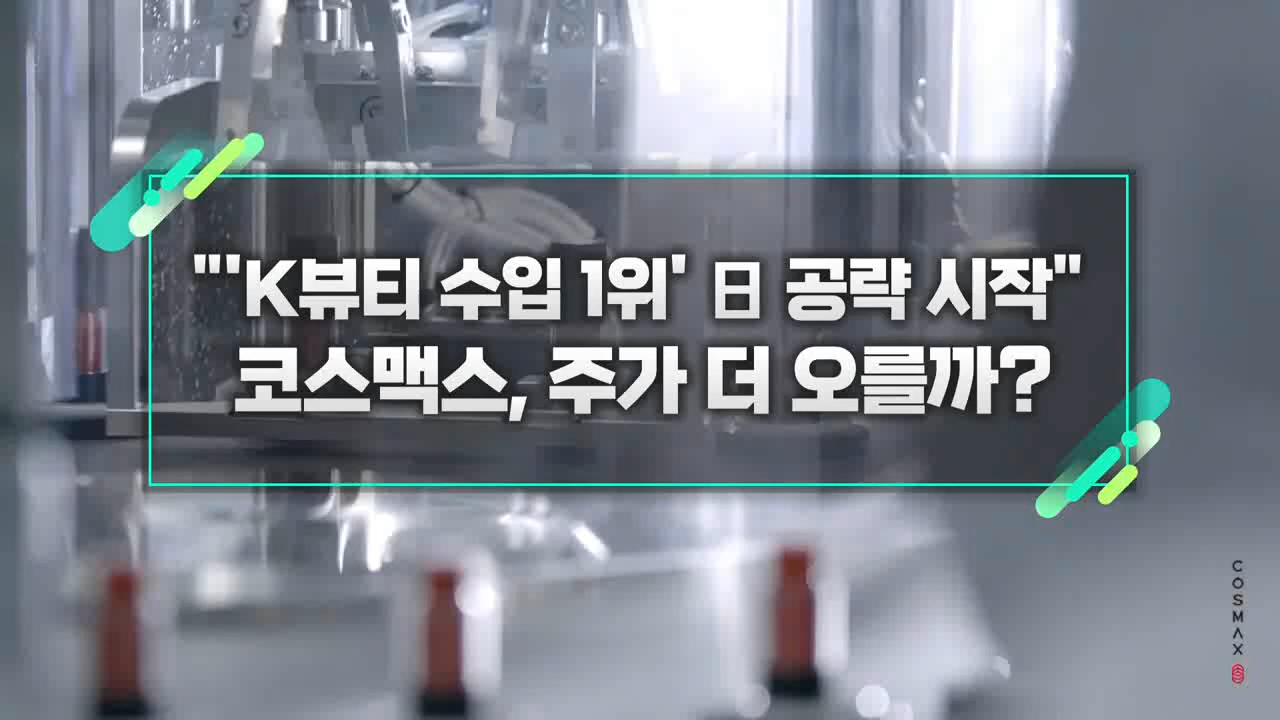 "'K뷰티 수입 1위' 日 공략 시작"
코스맥스, 주가 더 오를까?
COSMAX